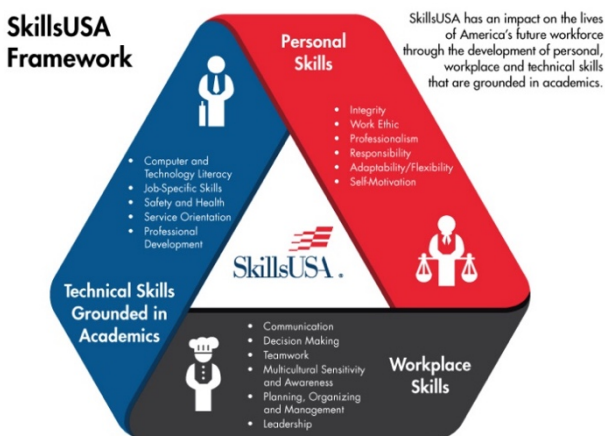 SkillsUSA
Framework
SkillsUSA has an impact on the lives
of America's future workforce
through the development of personal,
workplace and technical skills
that are grounded in academics.
Personal
Skills
• Integrity
• Work Ethic
• Professionalism
• Responsibility
• Adaptability/Flexibility
• Self-Motivation
• Computer and
Technology Literacy
• Job-Specific Skills
• Safety and Health
• Service Orientation
• Professional
Development
Technical Skills
Grounded in
Academics
SkillsUSA®
• Communication
• Decision Making
• Teamwork
• Multicultural Sensitivity
and Awareness
• Planning, Organizing
and Management
• Leadership
Workplace
Skills